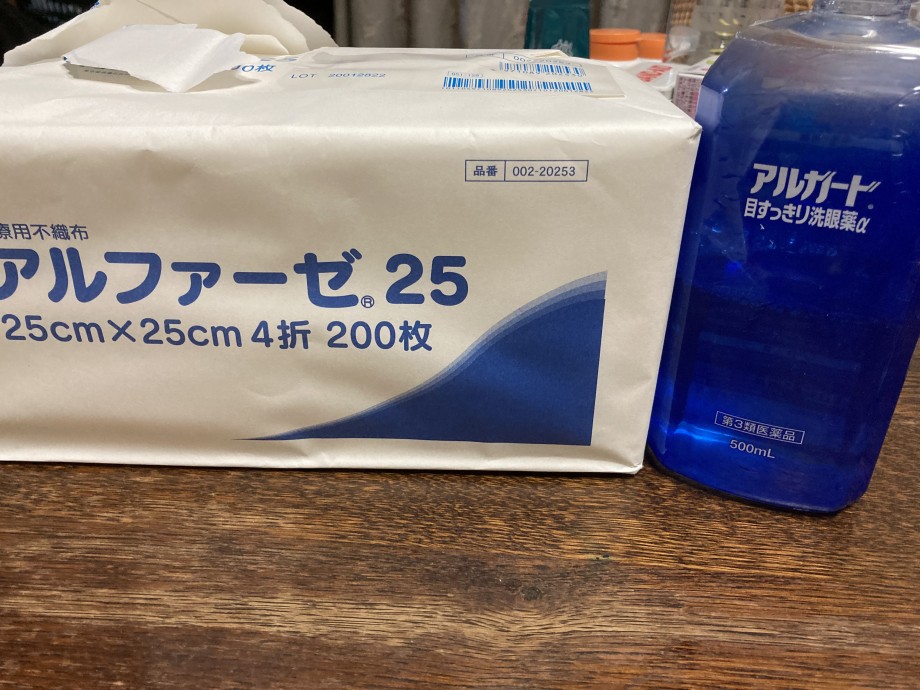 0枚
LOT 20012822
品番 002-20253
療用不織布
アルファーゼ® 25
25cm×25cm 4折 200枚
アルガード®
目すっきり洗眼薬α
第3類医薬品
500mL